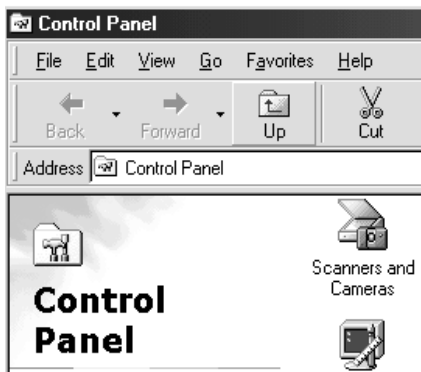 Control Panel
File Edit View Go Favorites Help
Back Forward Up Cut
Address Control Panel
Control
Panel
Scanners and
Cameras